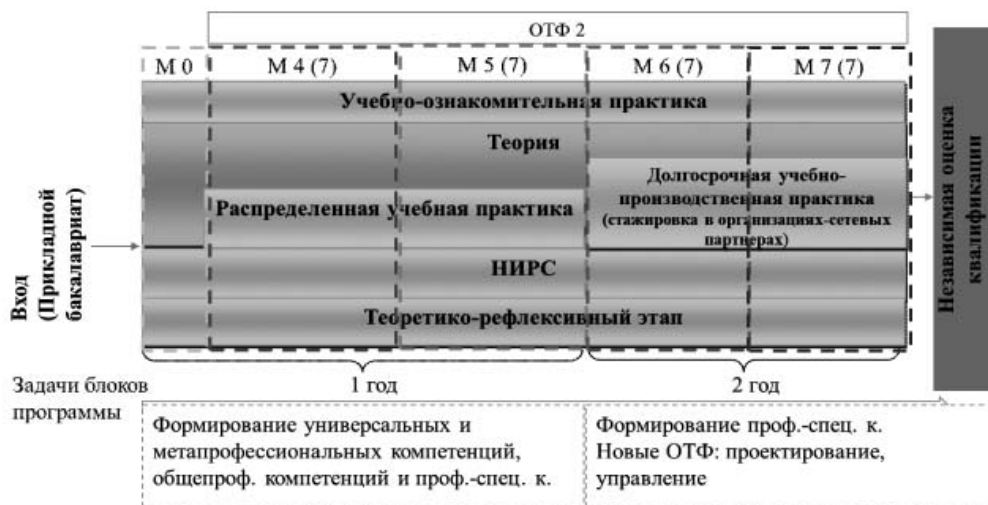 ОТФ 2
М 0
М 4 (7)
М 5 (7)
М 6 (7)
М 7 (7)
Учебно-ознакомительная практика
Теория
Распределенная учебная практика
Долгосрочная учебно-
производственная практика
(стажировка в организациях-сетевых
партнерах)
НИРС
Теоретико-рефлексивный этап
Вход
(Прикладной
бакалавриат)
Независимая оценка
квалификации
1 год
2 год
Задачи блоков
программы
Формирование универсальных и
метапрофессиональных компетенций,
общепроф. компетенций и проф.-спец. к.
Формирование проф.-спец. к.
Новые ОТФ: проектирование,
управление